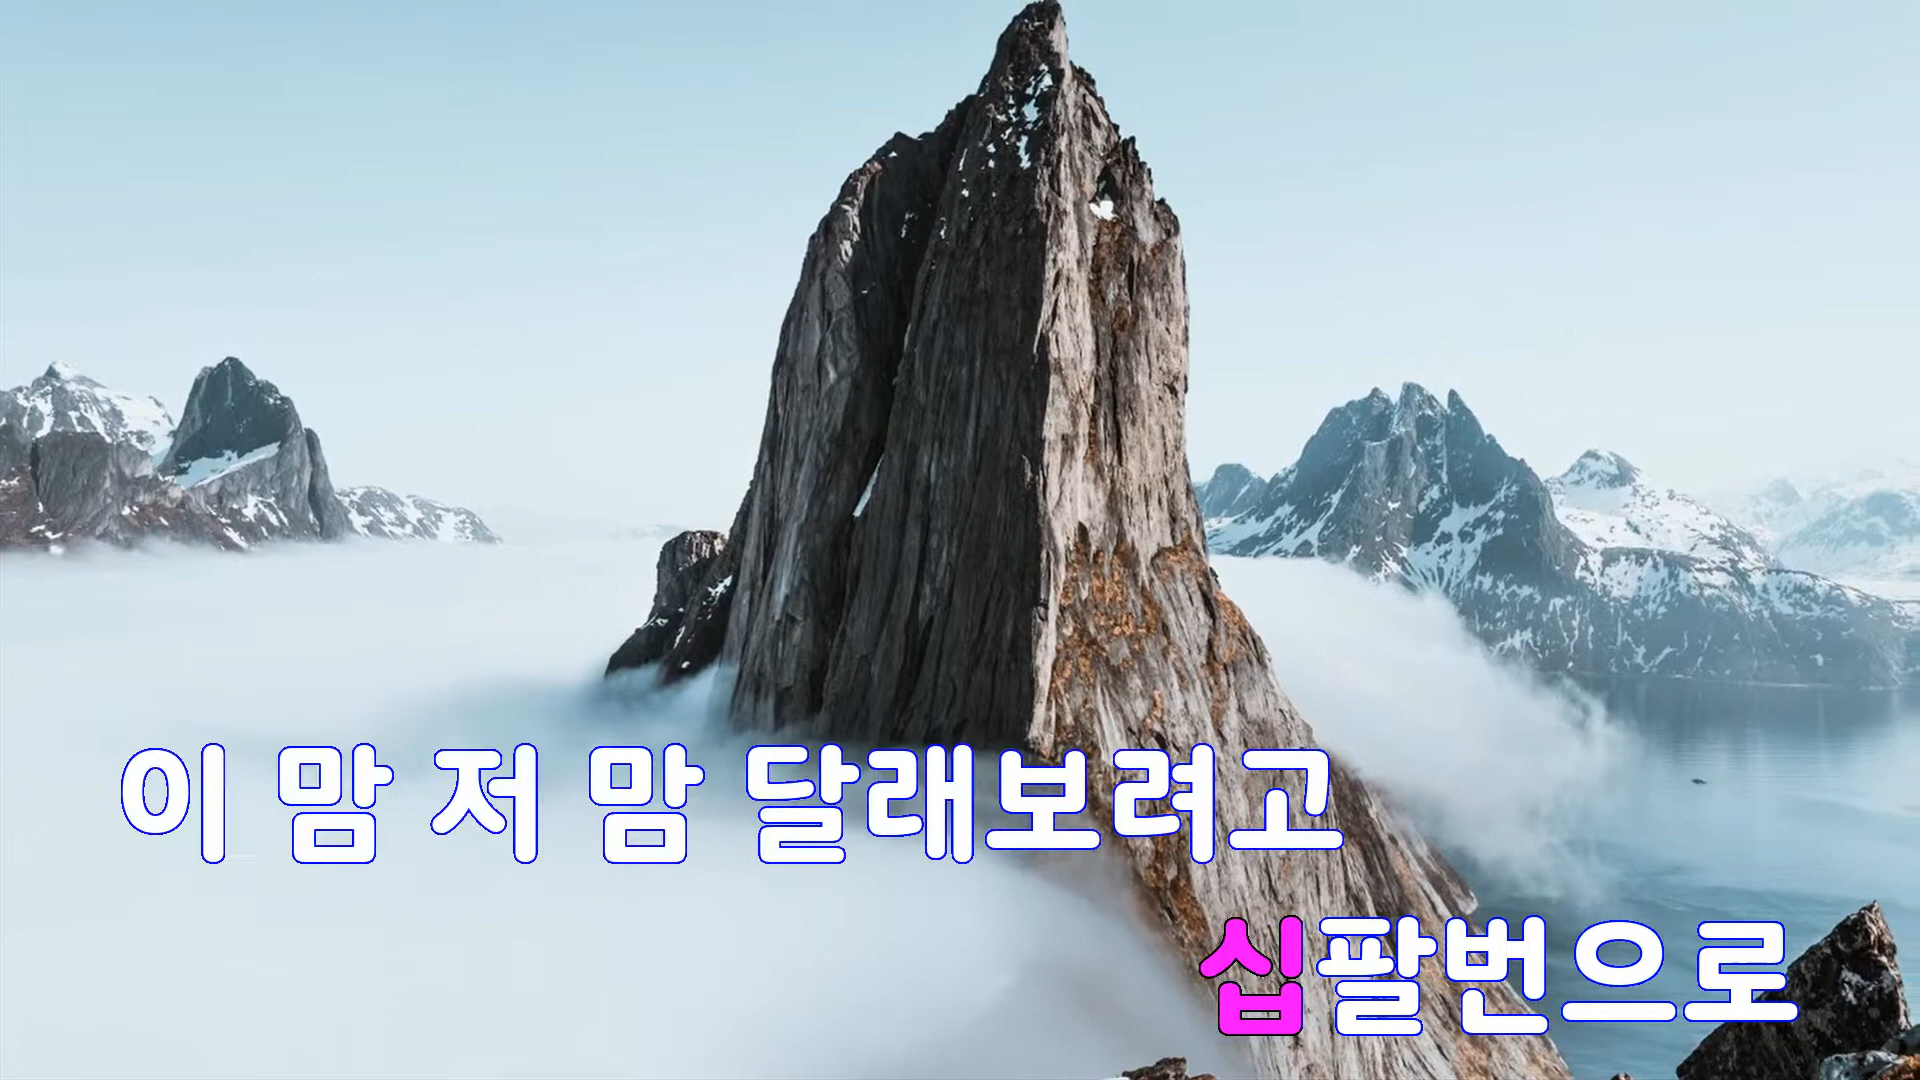 이 맘 저 맘 달래보려고
십팔번으로